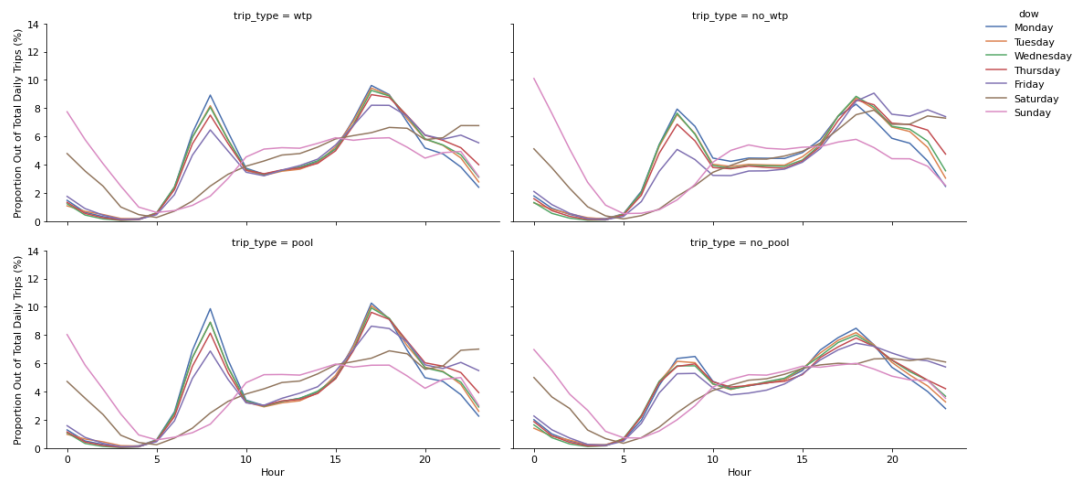 trip_type = wtp
trip_type = no_wtp
dow
Monday
Tuesday
Wednesday
Thursday
Friday
Saturday
Sunday
14
12
10
8
6
4
2
0
Proportion Out of Total Daily Trips (%)
trip_type = pool
trip_type = no_pool
14
12
10
8
6
4
2
0
Proportion Out of Total Daily Trips (%)
0 5 10 15 20
Hour
0 5 10 15 20
Hour